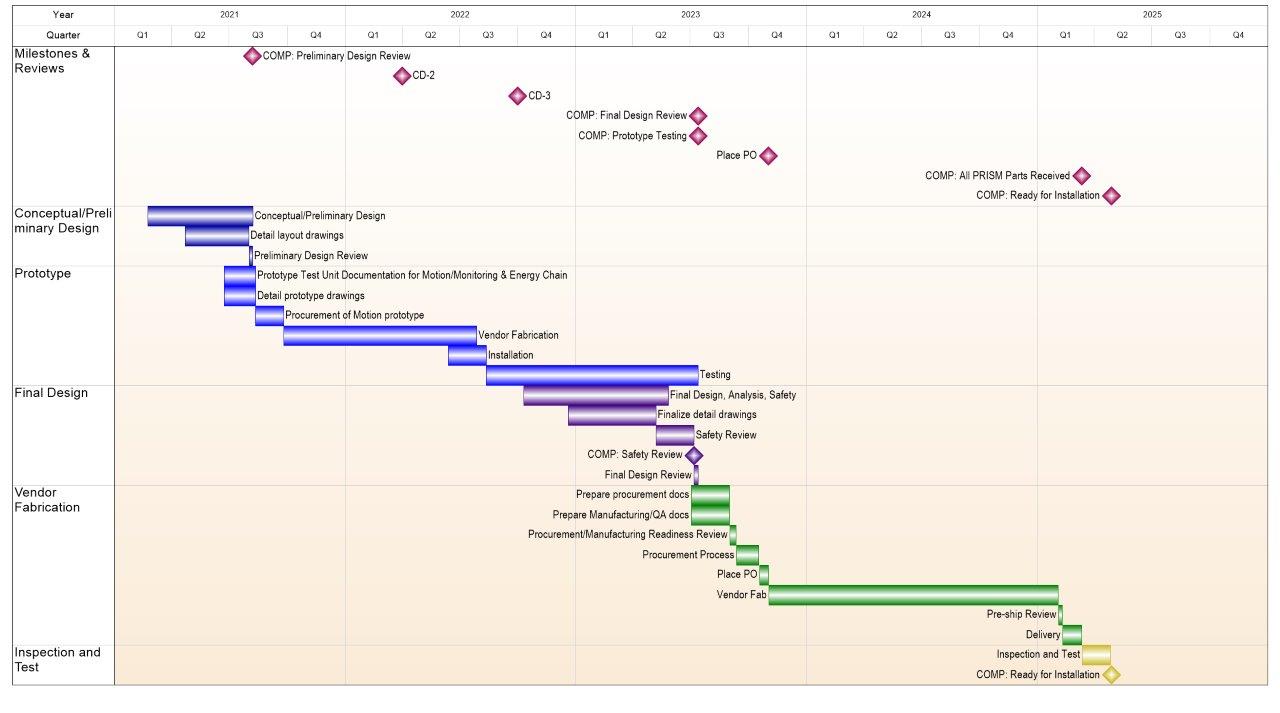 Year 2021 2022 2023 2024 2025
Quarter Q1 Q2 Q3 Q4 Q1 Q2 Q3 Q4 Q1 Q2 Q3 Q4 Q1 Q2 Q3 Q4 Q1 Q2 Q3 Q4
Milestones &
Reviews
COMP: Preliminary Design Review
CD-2
CD-3
COMP: Final Design Review
COMP: Prototype Testing
Place PO
COMP: All PRISM Parts Received
COMP: Ready for Installation
Conceptual/Preli
minary Design
Conceptual/Preliminary Design
Detail layout drawings
Preliminary Design Review
Prototype
Prototype Test Unit Documentation for Motion/Monitoring & Energy Chain
Detail prototype drawings
Procurement of Motion prototype
Vendor Fabrication
Installation
Testing
Final Design
Final Design, Analysis, Safety
Finalize detail drawings
Safety Review
COMP: Safety Review
Final Design Review
Vendor
Fabrication
Prepare procurement docs
Prepare Manufacturing/QA docs
Procurement/Manufacturing Readiness Review
Procurement Process
Place PO
Vendor Fab
Pre-ship Review
Delivery
Inspection and
Test
Inspection and Test
COMP: Ready for Installation